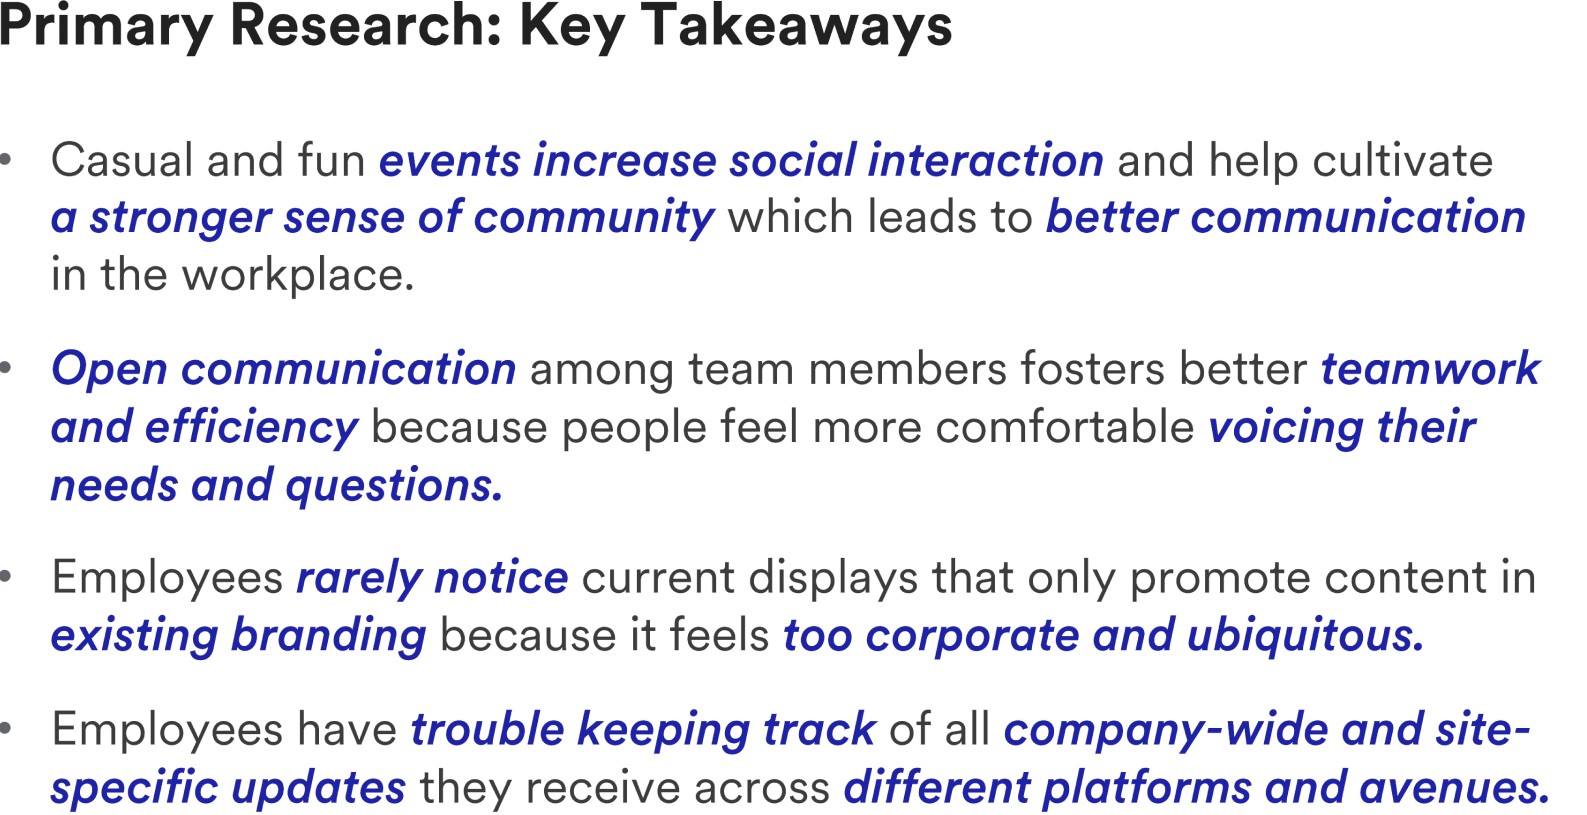 Primary Research: Key Takeaways
• Casual and fun events increase social interaction and help cultivate
a stronger sense of community which leads to better communication
in the workplace.
• Open communication among team members fosters better teamwork
and efficiency because people feel more comfortable voicing their
needs and questions.
• Employees rarely notice current displays that only promote content in
existing branding because it feels too corporate and ubiquitous.
• Employees have trouble keeping track of all company-wide and site-
specific updates they receive across different platforms and avenues.